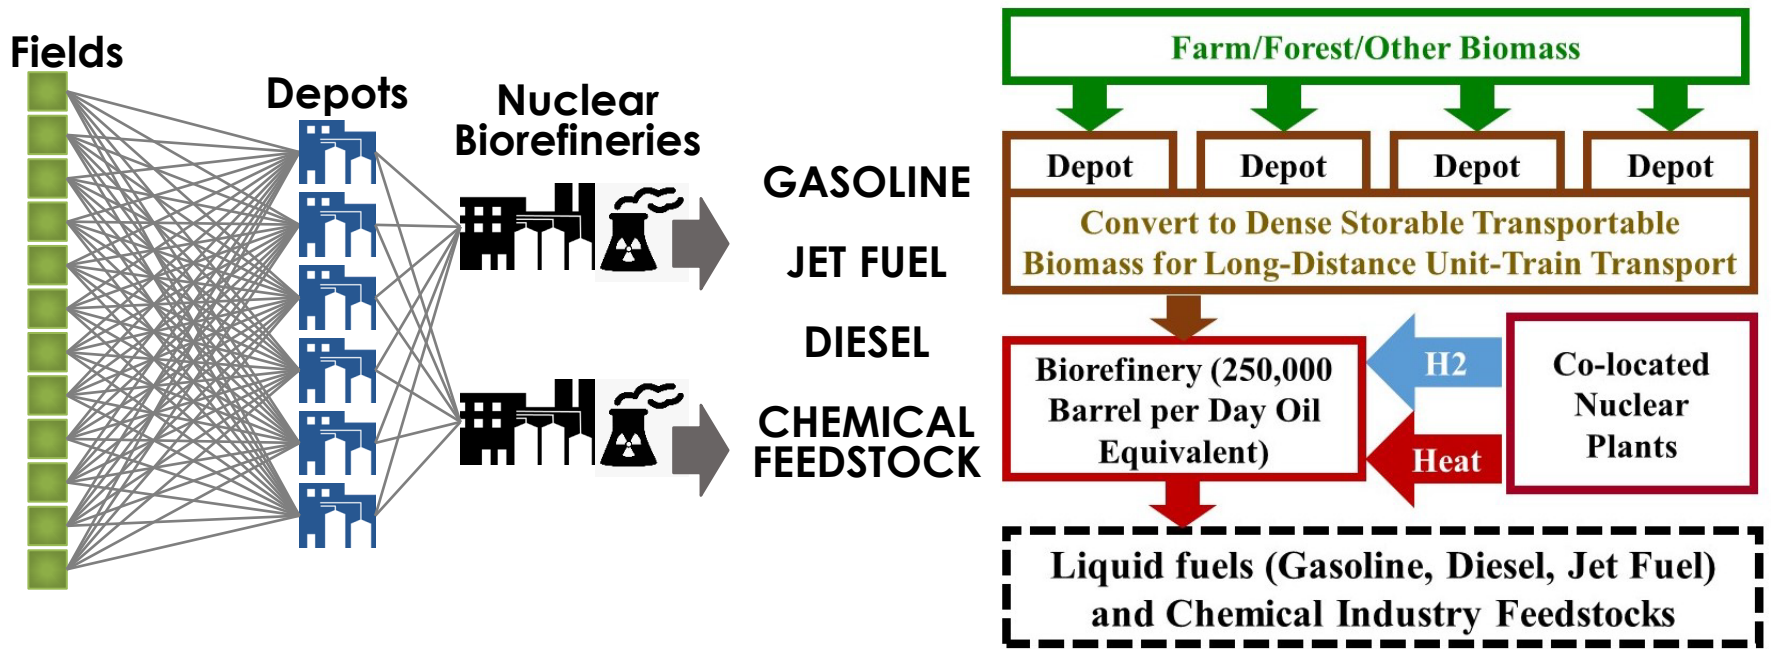 Fields
Depots
Nuclear
Biorefineries
GASOLINE
JET FUEL
DIESEL
CHEMICAL
FEEDSTOCK
Farm/Forest/Other Biomass
Depot
Depot
Depot
Depot
Convert to Dense Storable Transportable
Biomass for Long-Distance Unit-Train Transport
Biorefinery (250,000
Barrel per Day Oil
Equivalent)
H2
Heat
Co-located
Nuclear
Plants
Liquid fuels (Gasoline, Diesel, Jet Fuel)
and Chemical Industry Feedstocks